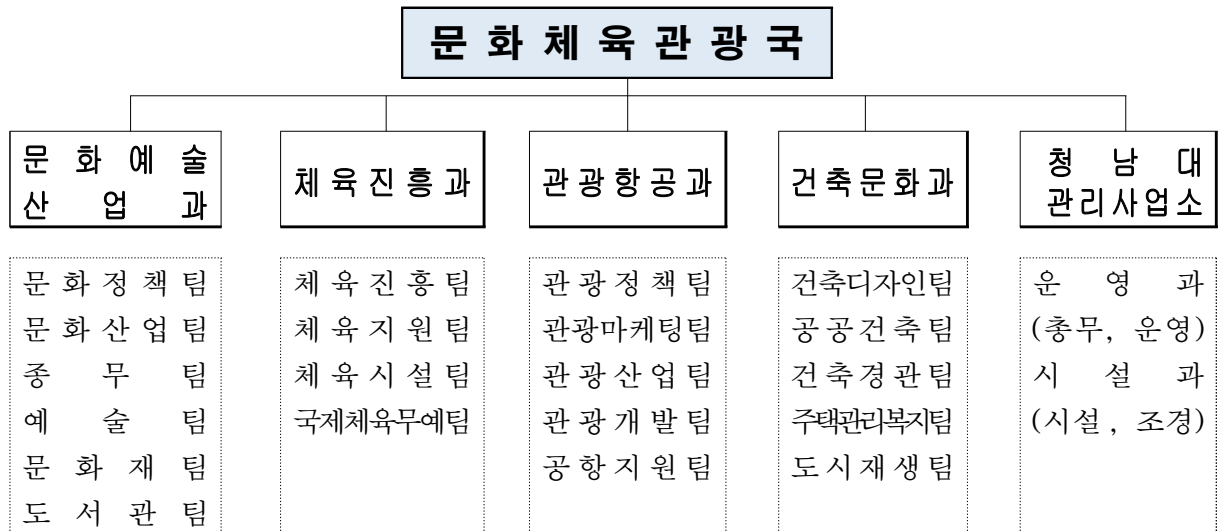 문화체육관광국
문화예술
산업과
체육진흥과
관광항공과
건축문화과
청남대
관리사업소
문화정책팀
문화산업팀
종무팀
예술팀
문화재팀
도서관팀
체육진흥팀
체육지원팀
체육시설팀
국제체육무예팀
관광정책팀
관광마케팅팀
관광산업팀
관광개발팀
공항지원팀
건축디자인팀
공공건축팀
건축경관팀
주택관리복지팀
도시재생팀
운영과
(총무, 운영)
시설과
(시설, 조경)